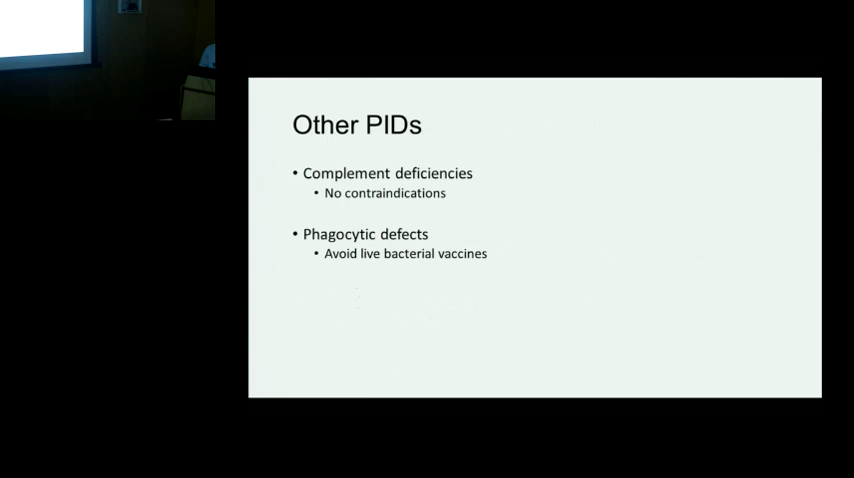 Other PIDs
• Complement deficiencies
• No contraindications
• Phagocytic defects
• Avoid live bacterial vaccines